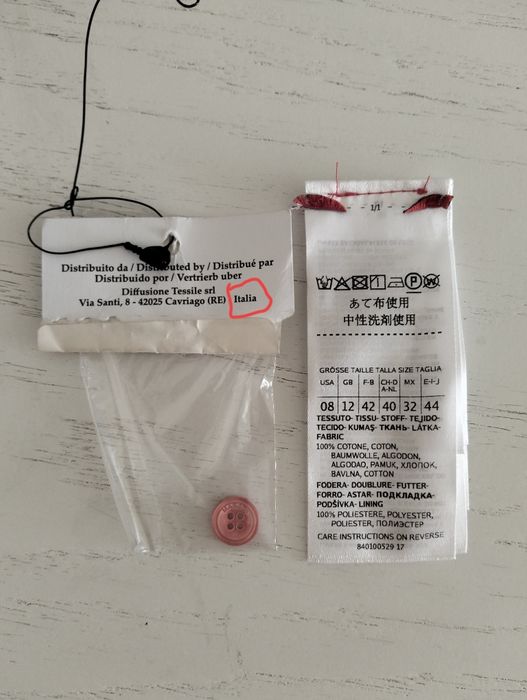 Distribuito da / Distributed by / Distribué par
Distribuido por / Vertrierb uber
Diffusione Tessile srl
Via Santi, 8 - 42025 Cavriago (RE) Italia
1/1
あて布使用
中性洗剤使用
GRÖSSE TAILLE TALLA SIZE TAGLIA
USA GB F-B CH-D A-NL MX E-I-J
08 12 42 40 32 44
TESSUTO- TISSU- STOFF- TEJIDO-
TECIDO- KUMAŞ- ТКАНЬ- LÁTKA-
FABRIC
100% COTONE, COTON,
BAUMWOLLE, ALGODON,
ALGODAO, PAMUK, ХЛОПОК,
BAVLNA, COTTON
FODERA- DOUBLURE- FUTTER-
FORRO- ASTAR- ПОДКЛАДКА-
PODŠÍVKA- LINING
100% POLIESTERE, POLYESTER,
POLIESTER, ПОЛИЭСТЕР
CARE INSTRUCTIONS ON REVERSE
840100529 17